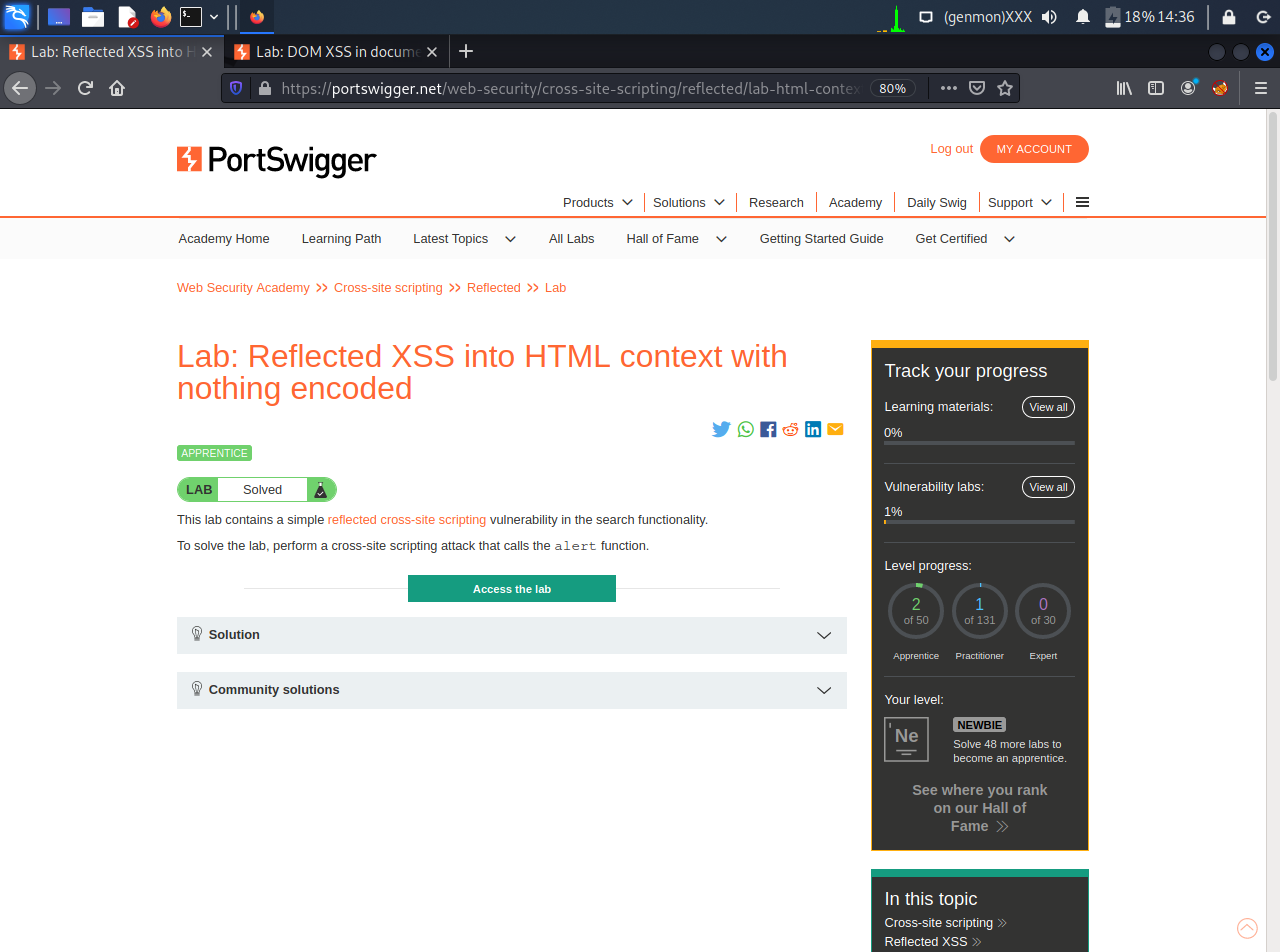 (genmon)XXX 18% 14:36
Lab: Reflected XSS into H Lab: DOM XSS in docume
https://portswigger.net/web-security/cross-site-scripting/reflected/lab-html-contex 80%
PortSwigger
Log out MY ACCOUNT
Products Solutions Research Academy Daily Swig Support
Academy Home Learning Path Latest Topics All Labs Hall of Fame Getting Started Guide Get Certified
Web Security Academy Cross-site scripting Reflected Lab
Lab: Reflected XSS into HTML context with
nothing encoded
APPRENTICE
LAB Solved
This lab contains a simple reflected cross-site scripting vulnerability in the search functionality.
To solve the lab, perform a cross-site scripting attack that calls the alert function.
Access the lab
Solution
Community solutions
Track your progress
Learning materials: View all
0%
Vulnerability labs: View all
1%
Level progress:
2 1 0
of 50 of 131 of 30
Apprentice Practitioner Expert
Your level:
Ne NEWBIE
Solve 48 more labs to
become an apprentice.
See where you rank
on our Hall of
Fame
In this topic
Cross-site scripting
Reflected XSS